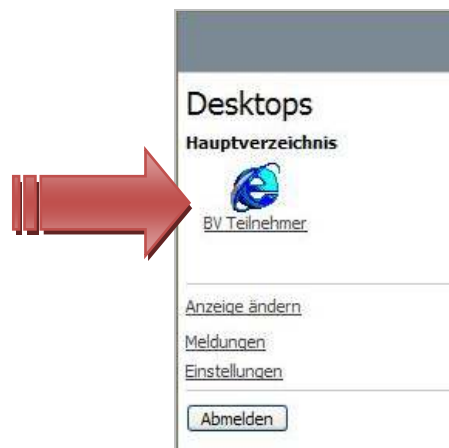 Desktops
Hauptverzeichnis
BV Teilnehmer
Anzeige ändern
Meldungen
Einstellungen
Abmelden